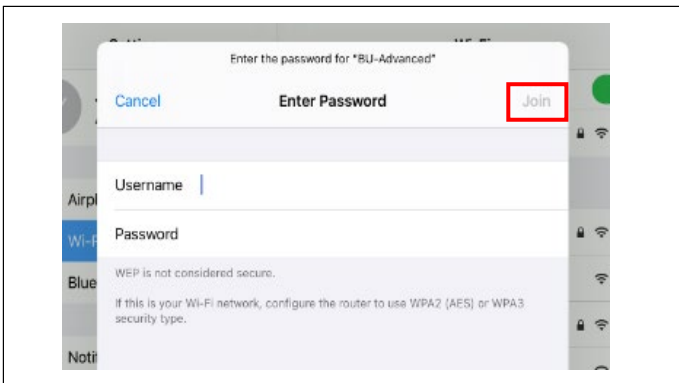 Enter the password for "BU-Advanced"
Cancel Enter Password Join
Username
Airpl
Password
Wi-F
WEP is not considered secure.
Blue
If this is your Wi-Fi network, configure the router to use WPA2 (AES) or WPA3
security type.
Notif